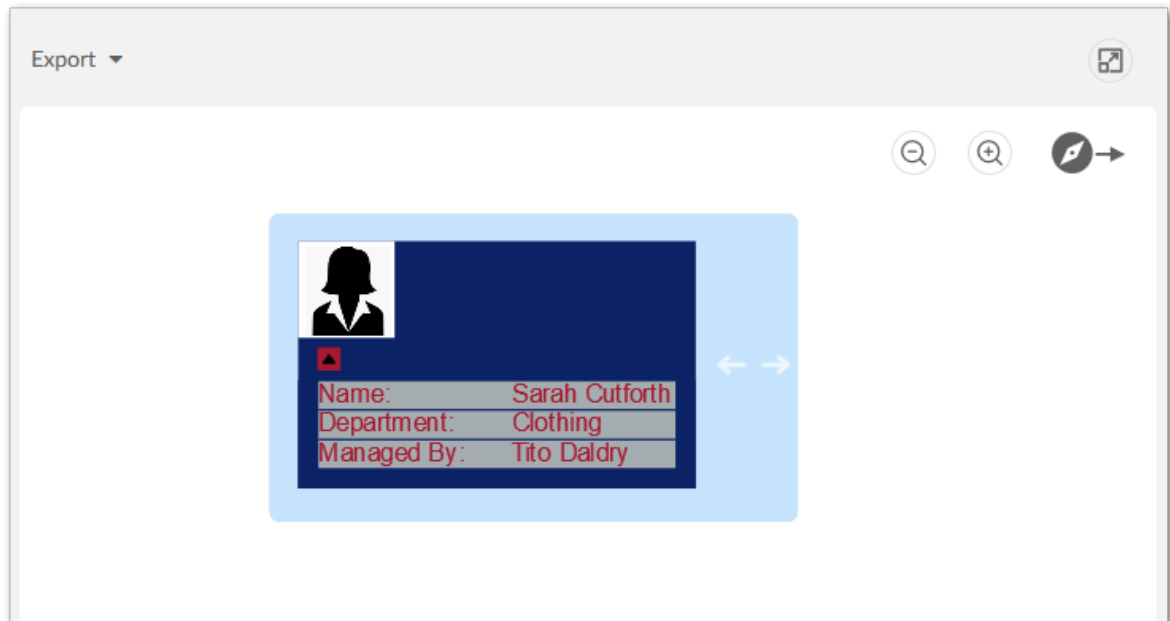 Export
Name: Sarah Cutforth
Department: Clothing
Managed By: Tito Daldry